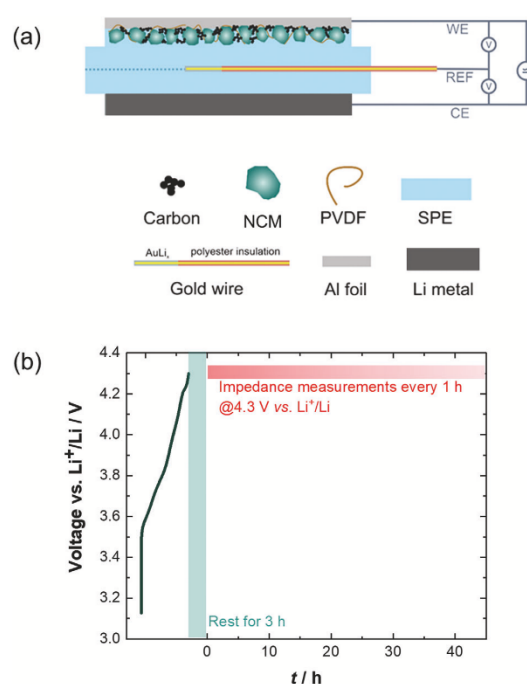 (a)
WE
V
REF
V
CE
Carbon
NCM
PVDF
SPE
AuLiₓ
polyester insulation
Gold wire
Al foil
Li metal
(b)
Voltage vs. Li⁺/Li / V
4.4
4.2
4.0
3.8
3.6
3.4
3.2
3.0
Impedance measurements every 1 h
@4.3 V vs. Li⁺/Li
Rest for 3 h
0
10
20
30
40
t / h